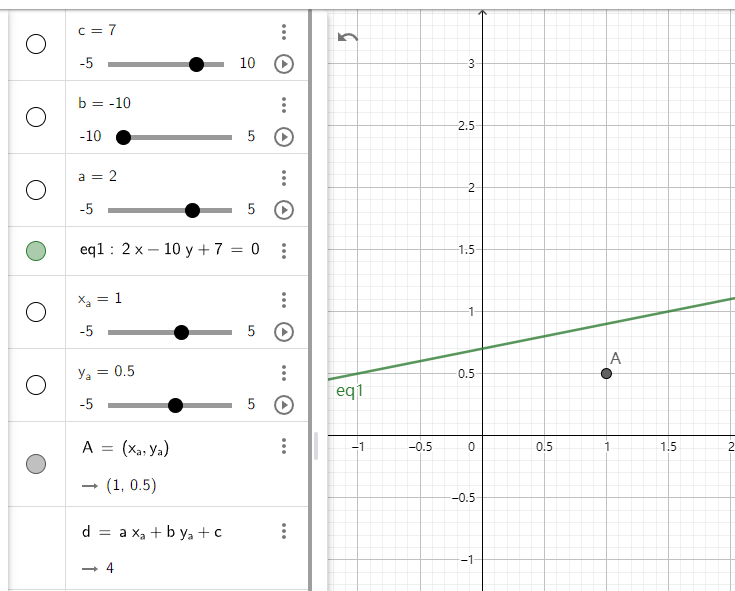 c = 7
-5 10
b = -10
-10 5
a = 2
-5 5
eq1 : 2 x − 10 y + 7 = 0
xₐ = 1
-5 5
yₐ = 0.5
-5 5
A = (xₐ, yₐ)
→ (1, 0.5)
d = a xₐ + b yₐ + c
→ 4
3
2.5
2
1.5
1
A
0.5
eq1
−1 −0.5 0 0.5 1 1.5 2
−0.5
−1